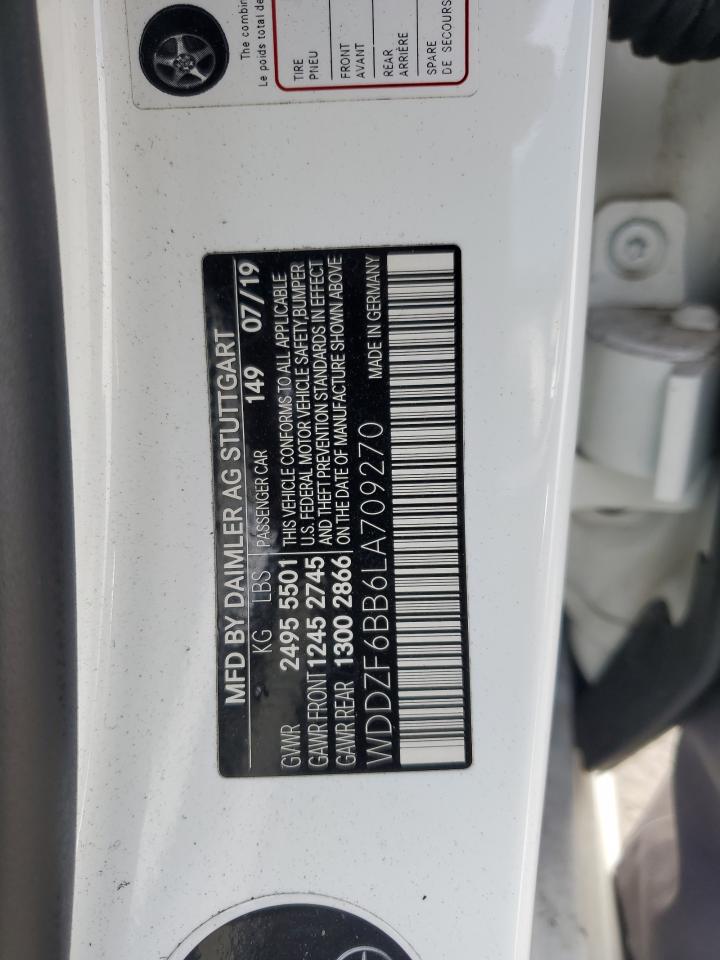 The combin
Le poids total de
TIRE
PNEU
FRONT
AVANT
REAR
ARRIÈRE
SPARE
DE SECOURS
MFD BY DAIMLER AG STUTTGART
KG LBS PASSENGER CAR 149 07/19
GVWR 2495 5501 THIS VEHICLE CONFORMS TO ALL APPLICABLE
U.S. FEDERAL MOTOR VEHICLE SAFETY, BUMPER
GAWR FRONT 1245 2745 AND THEFT PREVENTION STANDARDS IN EFFECT
GAWR REAR 1300 2866 ON THE DATE OF MANUFACTURE SHOWN ABOVE
WDDZF6BB6LA709270 MADE IN GERMANY